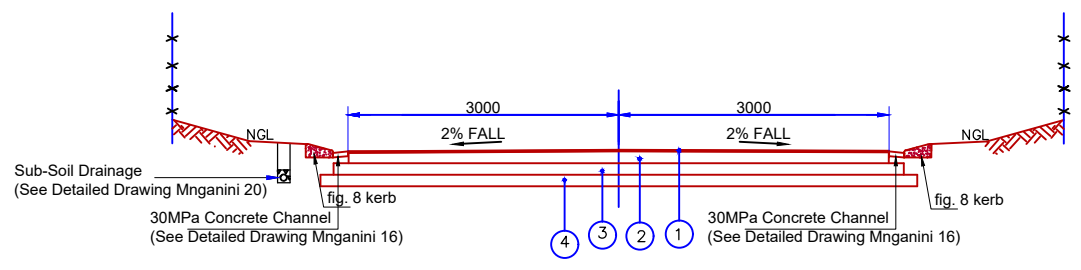 3000
3000
2% FALL
2% FALL
NGL
NGL
Sub-Soil Drainage
(See Detailed Drawing Mnganini 20)
fig. 8 kerb
fig. 8 kerb
30MPa Concrete Channel
(See Detailed Drawing Mnganini 16)
30MPa Concrete Channel
(See Detailed Drawing Mnganini 16)
4
3
2
1